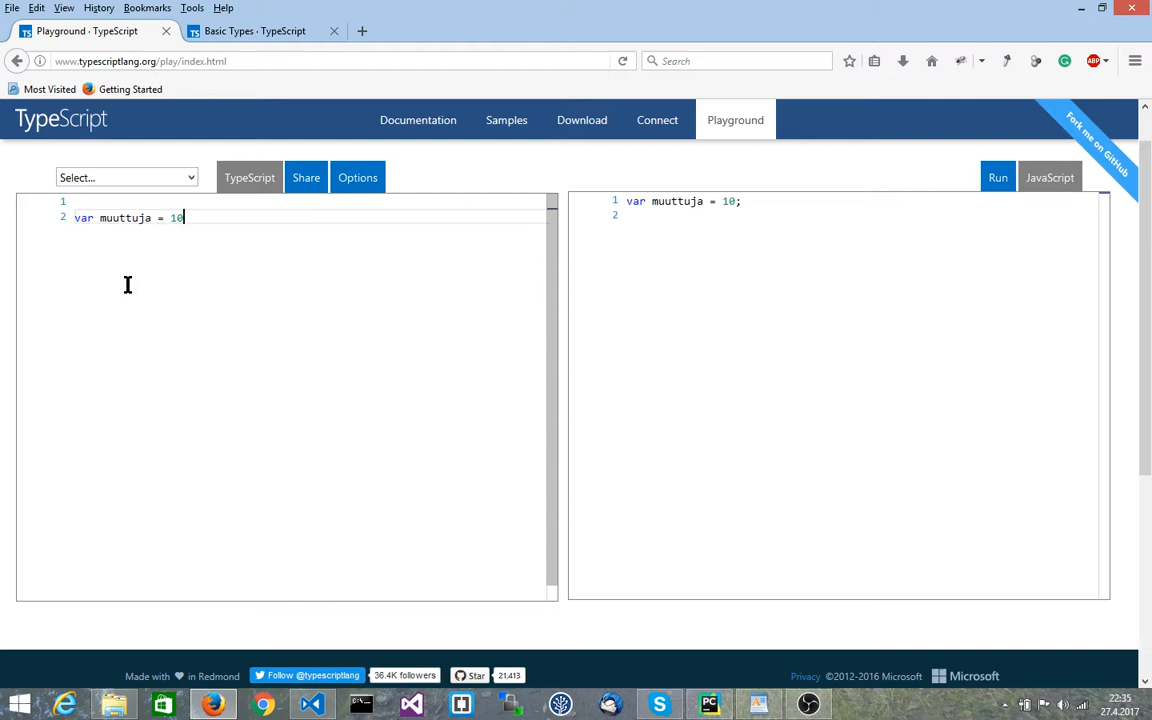 File Edit View History Bookmarks Tools Help
TS Playground · TypeScript TS Basic Types · TypeScript
www.typescriptlang.org/play/index.html Search ABP
Most Visited Getting Started
TypeScript Documentation Samples Download Connect Playground
Fork me on GitHub
Select... TypeScript Share Options Run JavaScript
1
2 var muuttuja = 10
1 var muuttuja = 10;
2
Made with ♥ in Redmond Follow @typescriptlang 36.4K followers Star 21,413 Privacy ©2012-2016 Microsoft Microsoft
22:35
27.4.2017